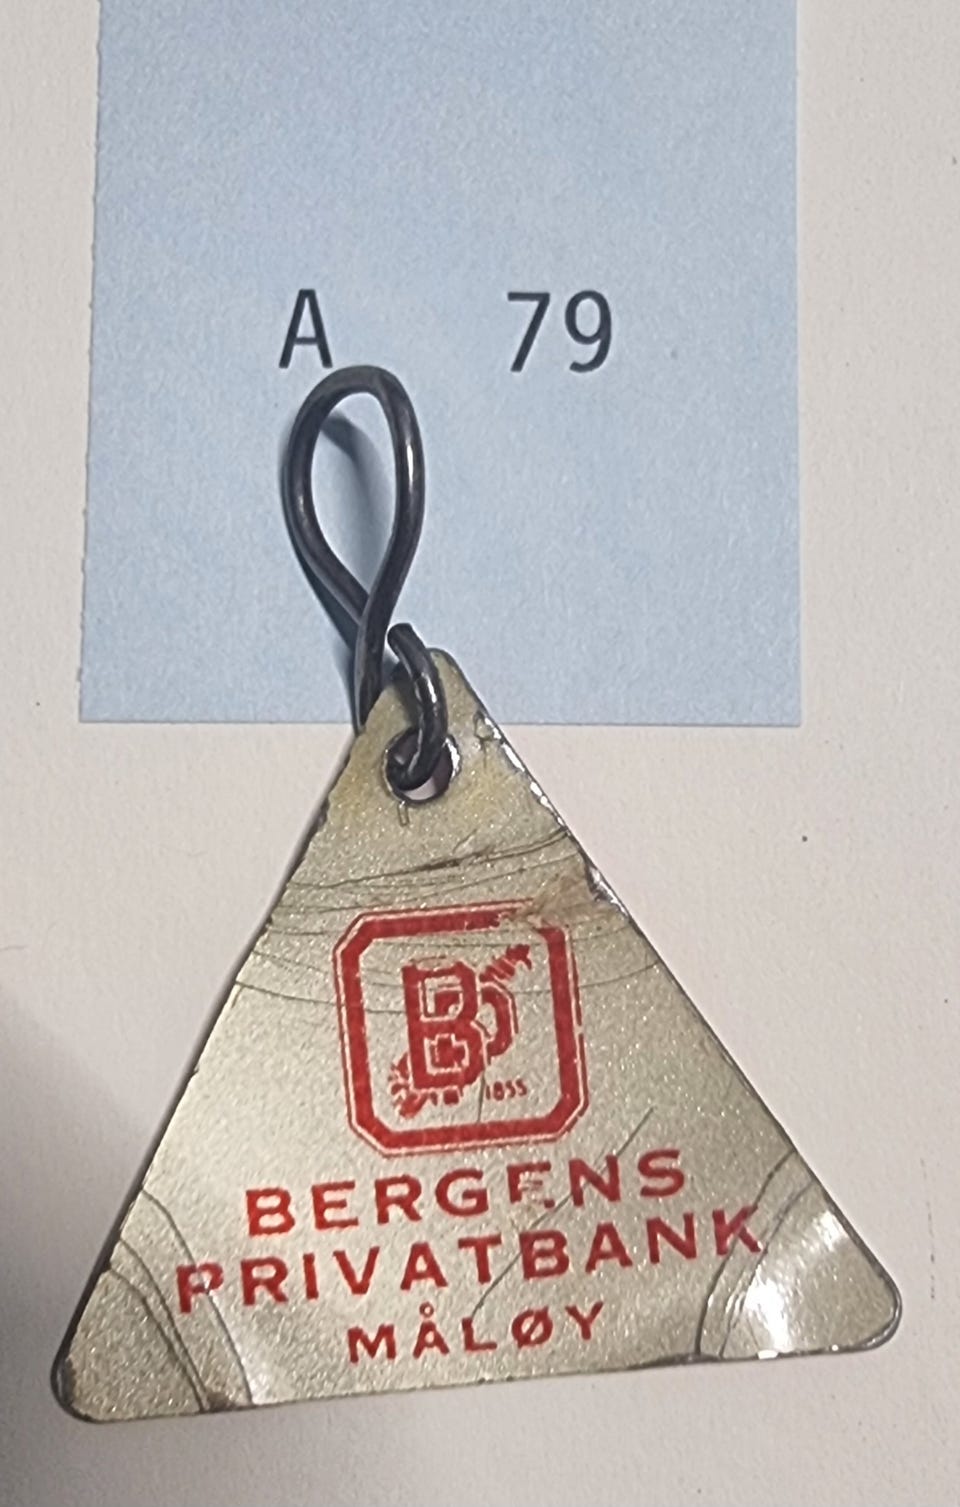 A 79
B
1855
BERGENS
PRIVATBANK
MÅLØY